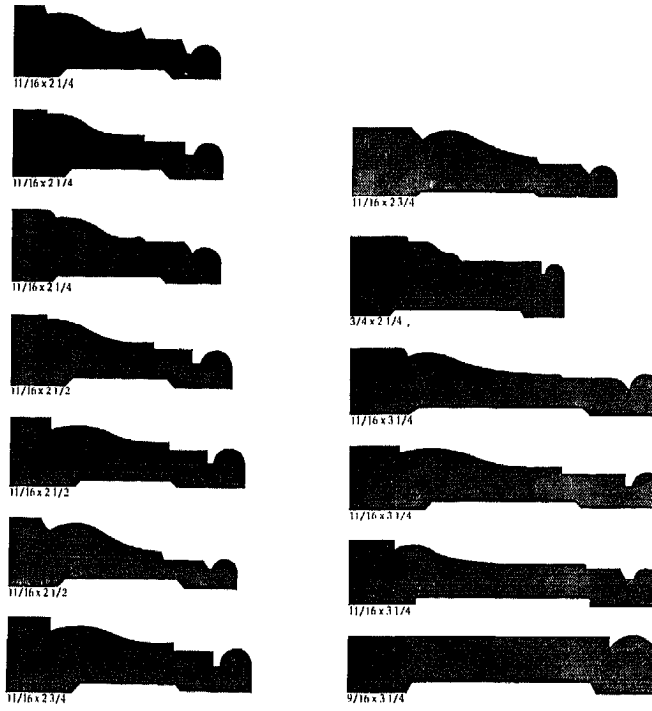 11/16 x 2 1/4
11/16 x 2 1/4
11/16 x 2 1/4
11/16 x 2 1/2
11/16 x 2 1/2
11/16 x 2 1/2
11/16 x 2 3/4
11/16 x 2 3/4
3/4 x 2 1/4
11/16 x 3 1/4
11/16 x 3 1/4
11/16 x 3 1/4
9/16 x 3 1/4